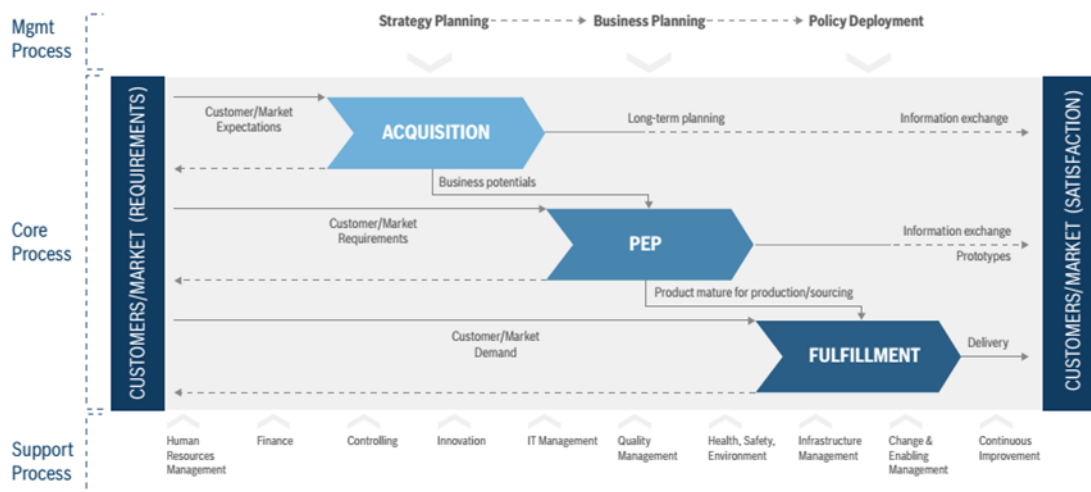 Mgmt
Process
Strategy Planning
Business Planning
Policy Deployment
Core
Process
CUSTOMERS/MARKET (REQUIREMENTS)
Customer/Market
Expectations
ACQUISITION
Long-term planning
Information exchange
Business potentials
Customer/Market
Requirements
PEP
Information exchange
Prototypes
Product mature for production/sourcing
Customer/Market
Demand
FULFILLMENT
Delivery
CUSTOMERS/MARKET (SATISFACTION)
Support
Process
Human
Resources
Management
Finance
Controlling
Innovation
IT Management
Quality
Management
Health, Safety,
Environment
Infrastructure
Management
Change &
Enabling
Management
Continuous
Improvement